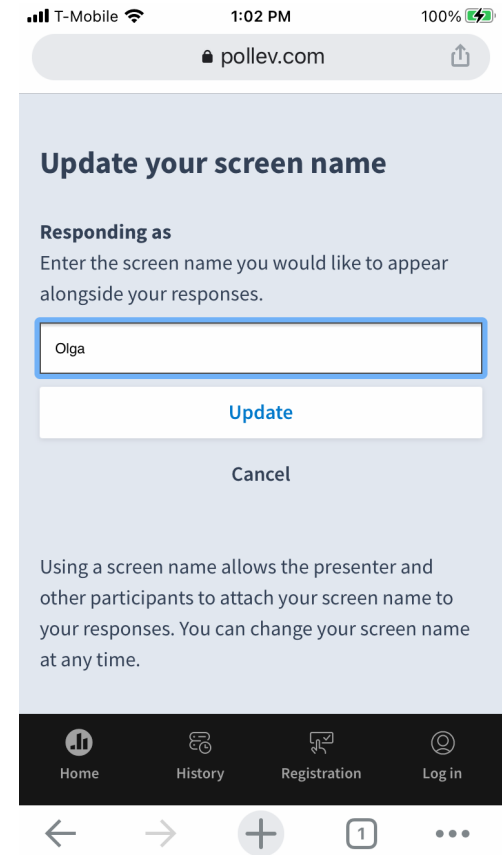 T-Mobile 1:02 PM 100%
pollev.com
Update your screen name
Responding as
Enter the screen name you would like to appear
alongside your responses.
Olga
Update
Cancel
Using a screen name allows the presenter and
other participants to attach your screen name to
your responses. You can change your screen name
at any time.
Home History Registration Log in
1